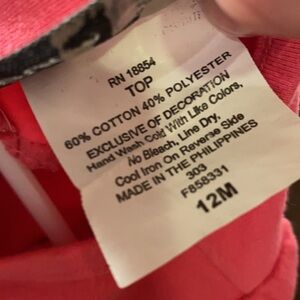 RN 18854
TOP
60% COTTON 40% POLYESTER
EXCLUSIVE OF DECORATION
Hand Wash Cold With Like Colors,
No Bleach, Line Dry,
Cool Iron on Reverse Side
MADE IN THE PHILIPPINES
303
F858331
12M